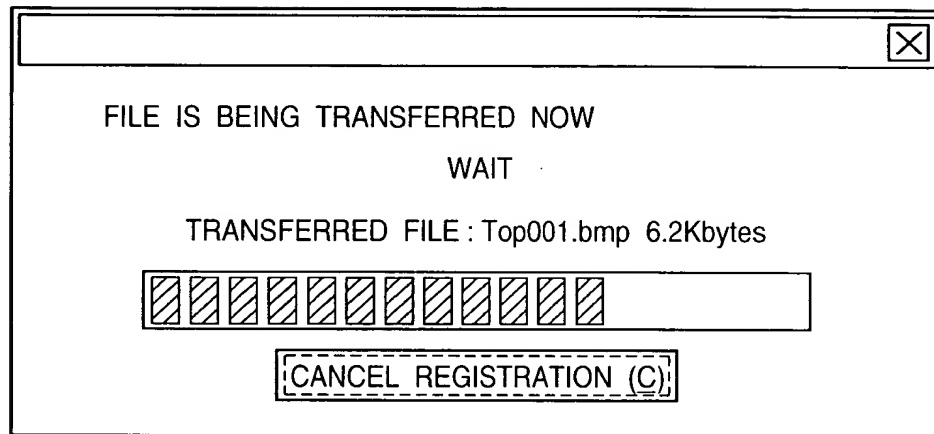 FILE IS BEING TRANSFERRED NOW
WAIT
TRANSFERRED FILE : Top001.bmp 6.2Kbytes
CANCEL REGISTRATION (C)